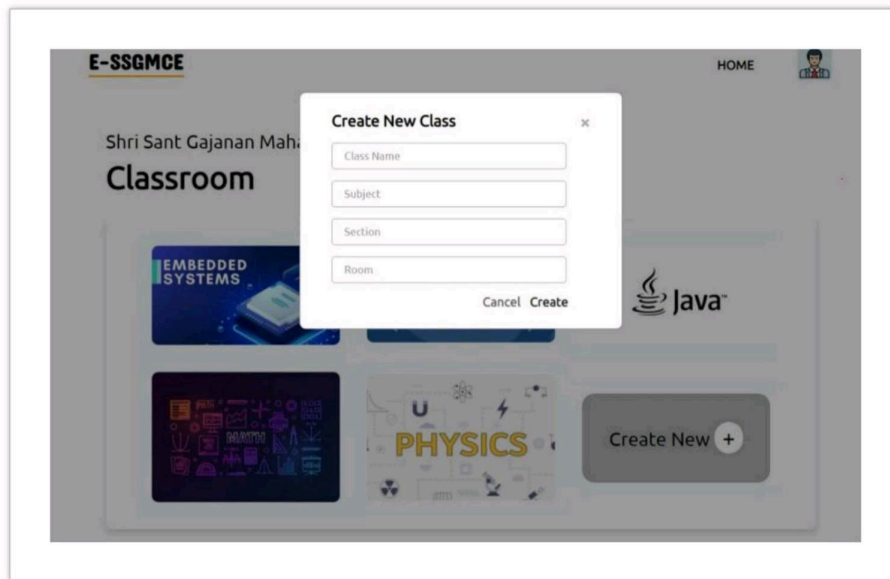 E-SSGMCE
HOME
Create New Class
×
Shri Sant Gajanan Maha
Classroom
Class Name
Subject
Section
Room
Cancel Create
EMBEDDED
SYSTEMS
Java
MATH
PHYSICS
Create New +